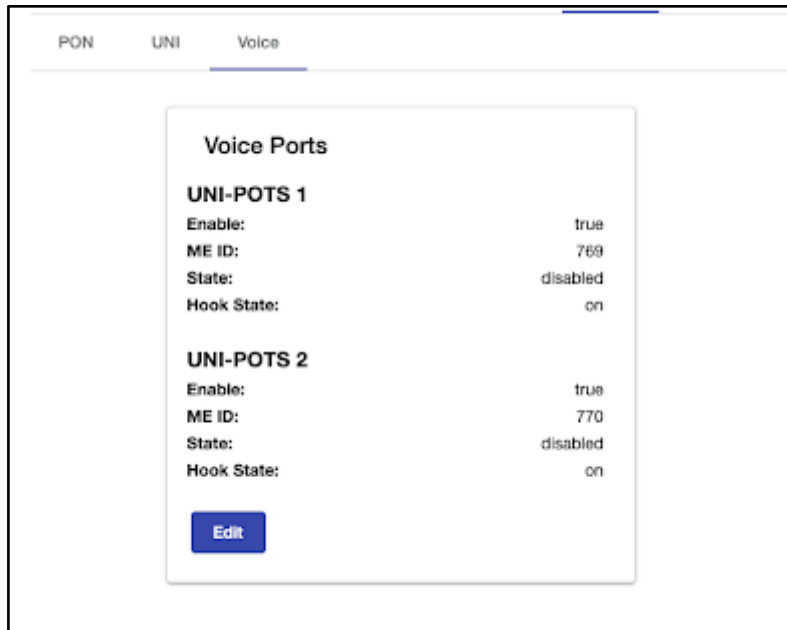 PON UNI Voice
Voice Ports
UNI-POTS 1
Enable: true
ME ID: 769
State: disabled
Hook State: on
UNI-POTS 2
Enable: true
ME ID: 770
State: disabled
Hook State: on
Edit